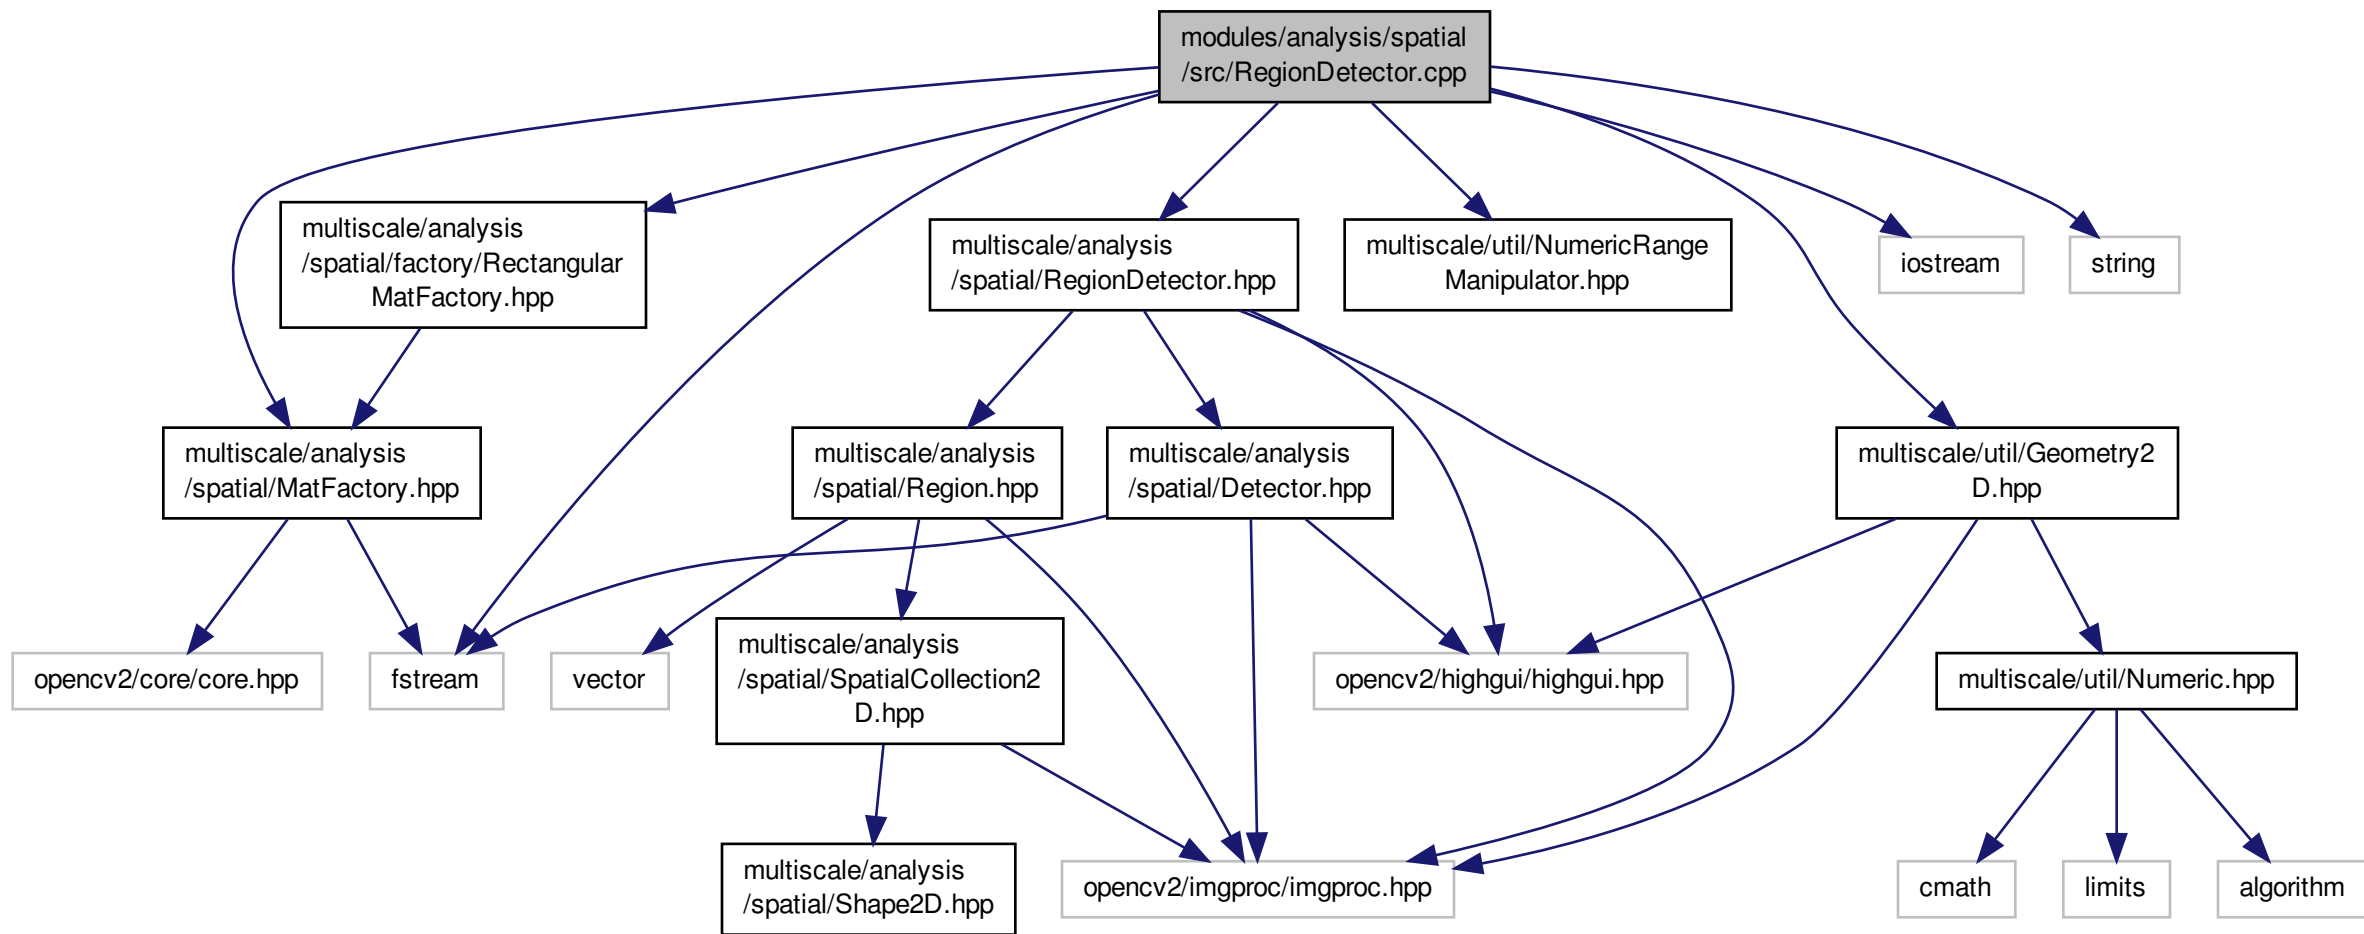 modules/analysis/spatial
/src/RegionDetector.cpp
multiscale/analysis
/spatial/factory/Rectangular
MatFactory.hpp
multiscale/analysis
/spatial/RegionDetector.hpp
multiscale/util/NumericRange
Manipulator.hpp
iostream
string
multiscale/analysis
/spatial/MatFactory.hpp
multiscale/analysis
/spatial/Region.hpp
multiscale/analysis
/spatial/Detector.hpp
multiscale/util/Geometry2
D.hpp
opencv2/core/core.hpp
fstream
vector
multiscale/analysis
/spatial/SpatialCollection2
D.hpp
opencv2/highgui/highgui.hpp
multiscale/util/Numeric.hpp
multiscale/analysis
/spatial/Shape2D.hpp
opencv2/imgproc/imgproc.hpp
cmath
limits
algorithm